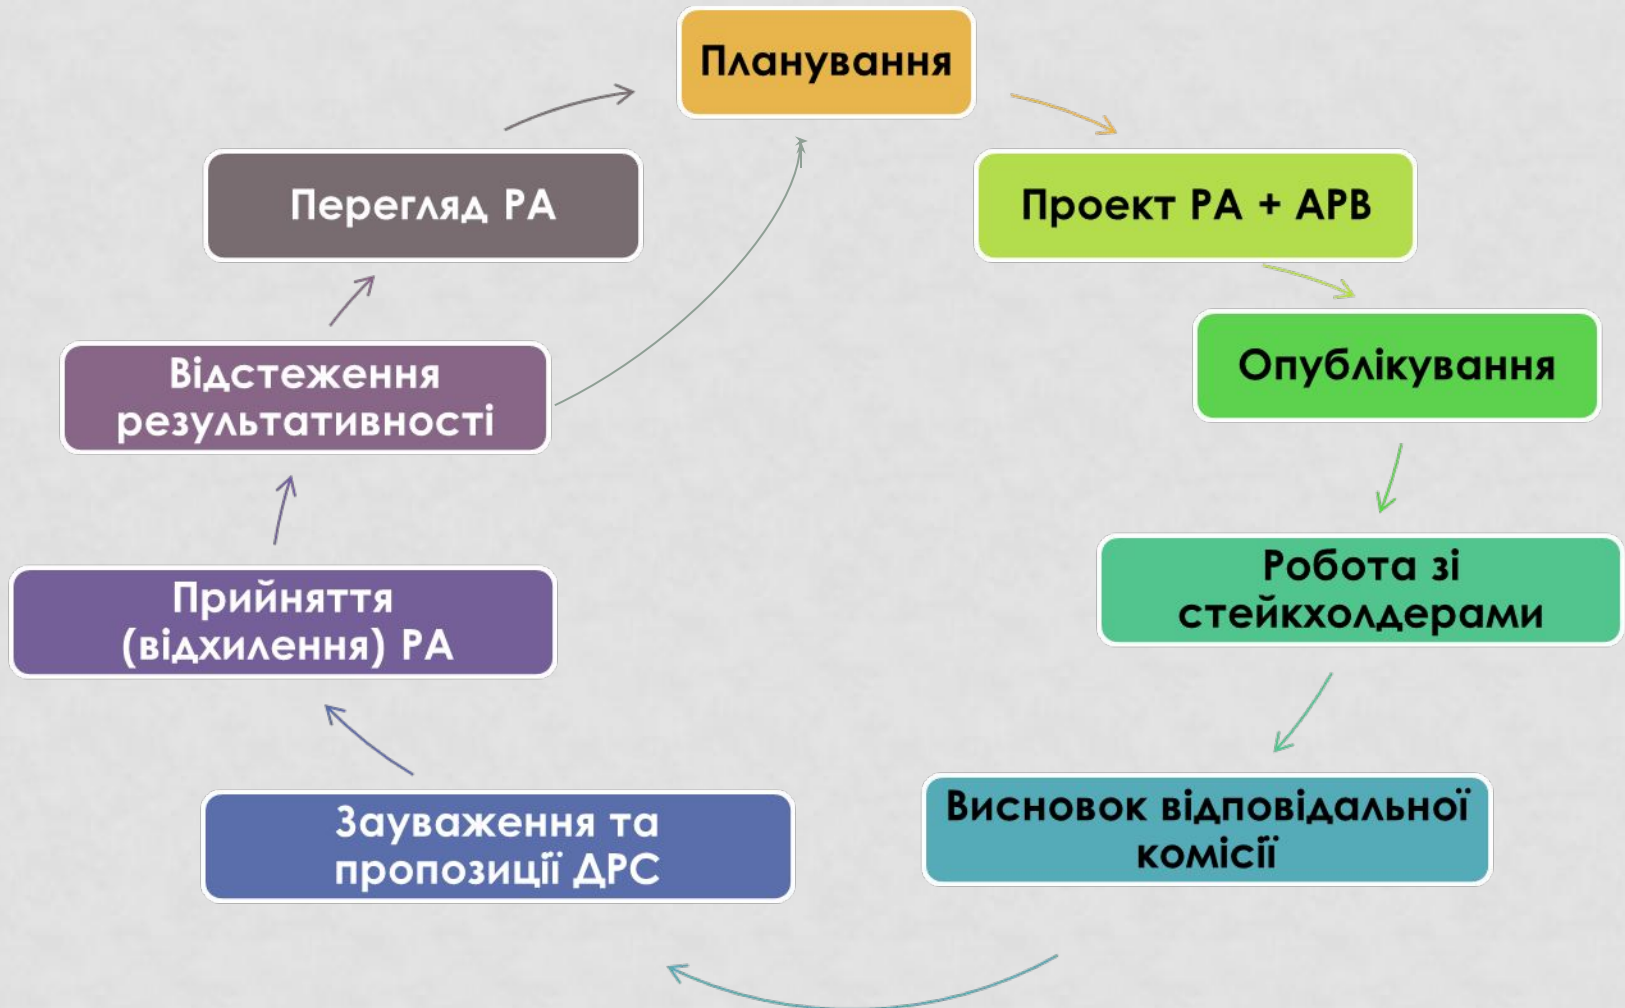 Планування
Проект РА + АРВ
Опублікування
Робота зі
стейкхолдерами
Висновок відповідальної
комісії
Зауваження та
пропозиції ДРС
Прийняття
(відхилення) РА
Відстеження
результативності
Перегляд РА